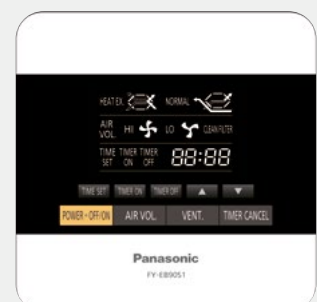 HEAT EX. NORMAL
AIR VOL. HI LO CLEAN FILTER
TIME SET TIMER ON TIMER OFF 88:88
TIME SET TIMER ON TIMER OFF ▲ ▼
POWER - OFF/ON AIR VOL. VENT. TIMER CANCEL
Panasonic
FY-EB9051